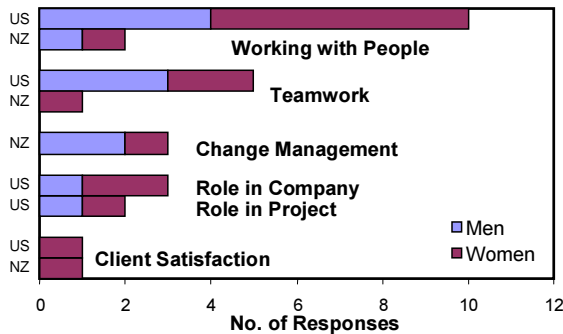 US
NZ
Working with People
US
NZ
Teamwork
NZ
Change Management
US
Role in Company
US
Role in Project
Men
Women
US
NZ
Client Satisfaction
0 2 4 6 8 10 12
No. of Responses